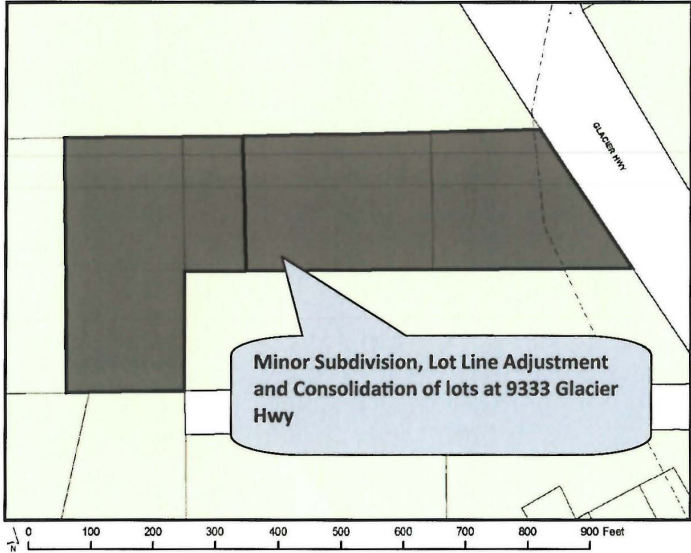 GLACIER HWY
Minor Subdivision, Lot Line Adjustment
and Consolidation of lots at 9333 Glacier
Hwy
N 0 100 200 300 400 500 600 700 800 900 Feet